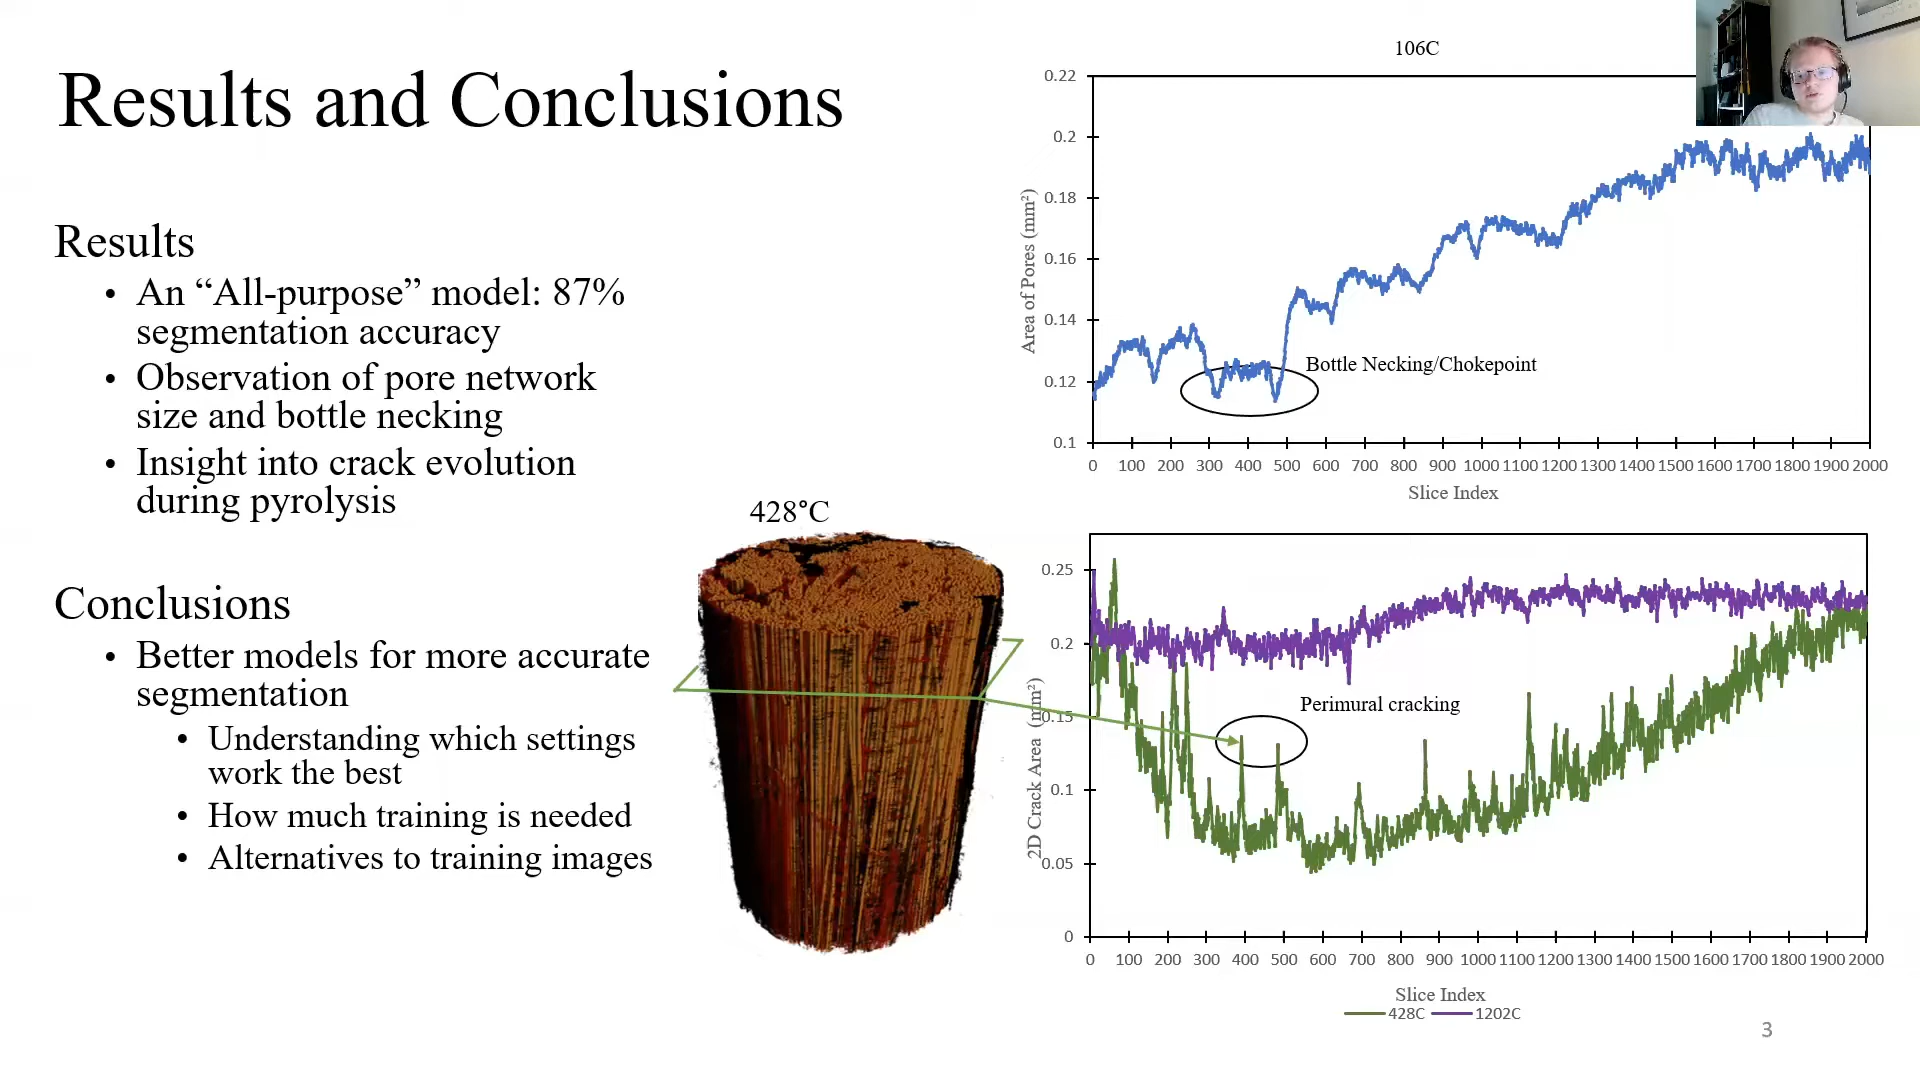 Results and Conclusions
Results
• An “All-purpose” model: 87%
segmentation accuracy
• Observation of pore network
size and bottle necking
• Insight into crack evolution
during pyrolysis
Conclusions
• Better models for more accurate
segmentation
• Understanding which settings
work the best
• How much training is needed
• Alternatives to training images
428°C
106C
Area of Pores (mm²)
0.22
0.2
0.18
0.16
0.14
0.12
0.1
Bottle Necking/Chokepoint
0 100 200 300 400 500 600 700 800 900 1000 1100 1200 1300 1400 1500 1600 1700 1800 1900 2000
Slice Index
2D Crack Area (mm²)
0.25
0.2
0.15
0.1
0.05
0
Perimural cracking
0 100 200 300 400 500 600 700 800 900 1000 1100 1200 1300 1400 1500 1600 1700 1800 1900 2000
Slice Index
428C 1202C
3